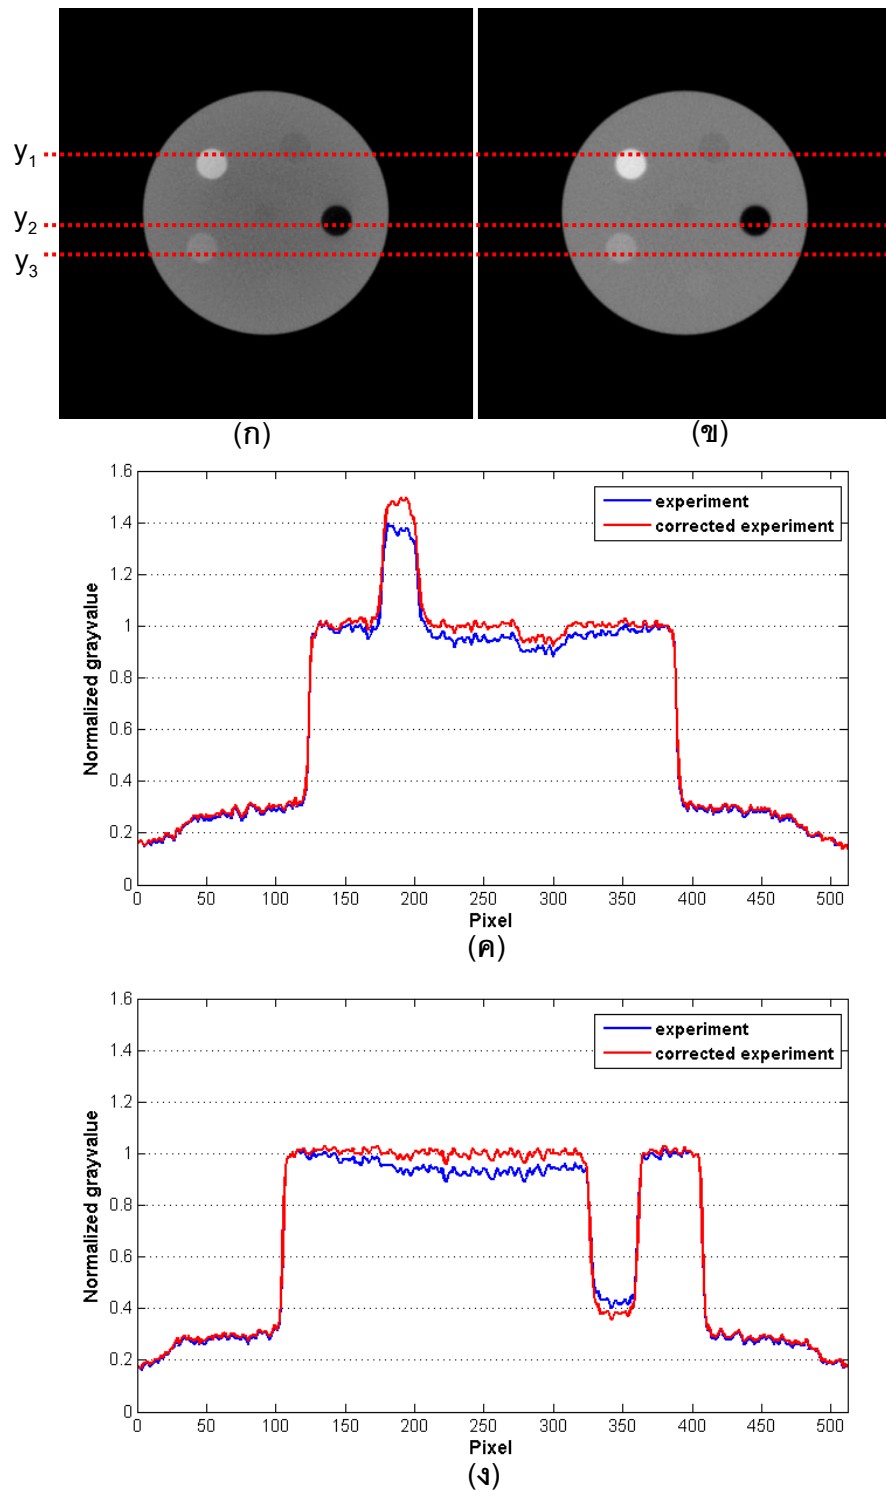 y1
y2
y3
(ก) (ข)
1.6
1.4
1.2
1
0.8
0.6
0.4
0.2
0
Normalized grayvalue
experiment
corrected experiment
0 50 100 150 200 250 300 350 400 450 500
Pixel
(ค)
1.6
1.4
1.2
1
0.8
0.6
0.4
0.2
0
Normalized grayvalue
experiment
corrected experiment
0 50 100 150 200 250 300 350 400 450 500
Pixel
(ง)